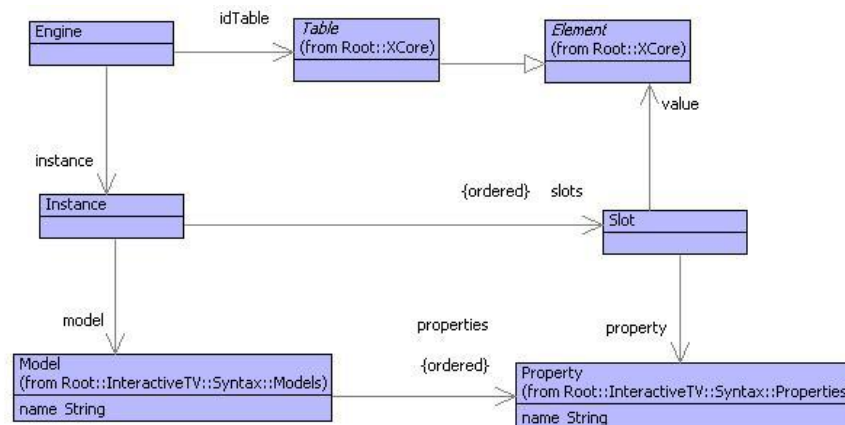 Engine
idTable
Table
(from Root::XCore)
Element
(from Root::XCore)
value
instance
Instance
{ordered} slots
Slot
model
properties
property
{ordered}
Model
(from Root::InteractiveTV::Syntax::Models)
name String
Property
(from Root::InteractiveTV::Syntax::Properties
name String